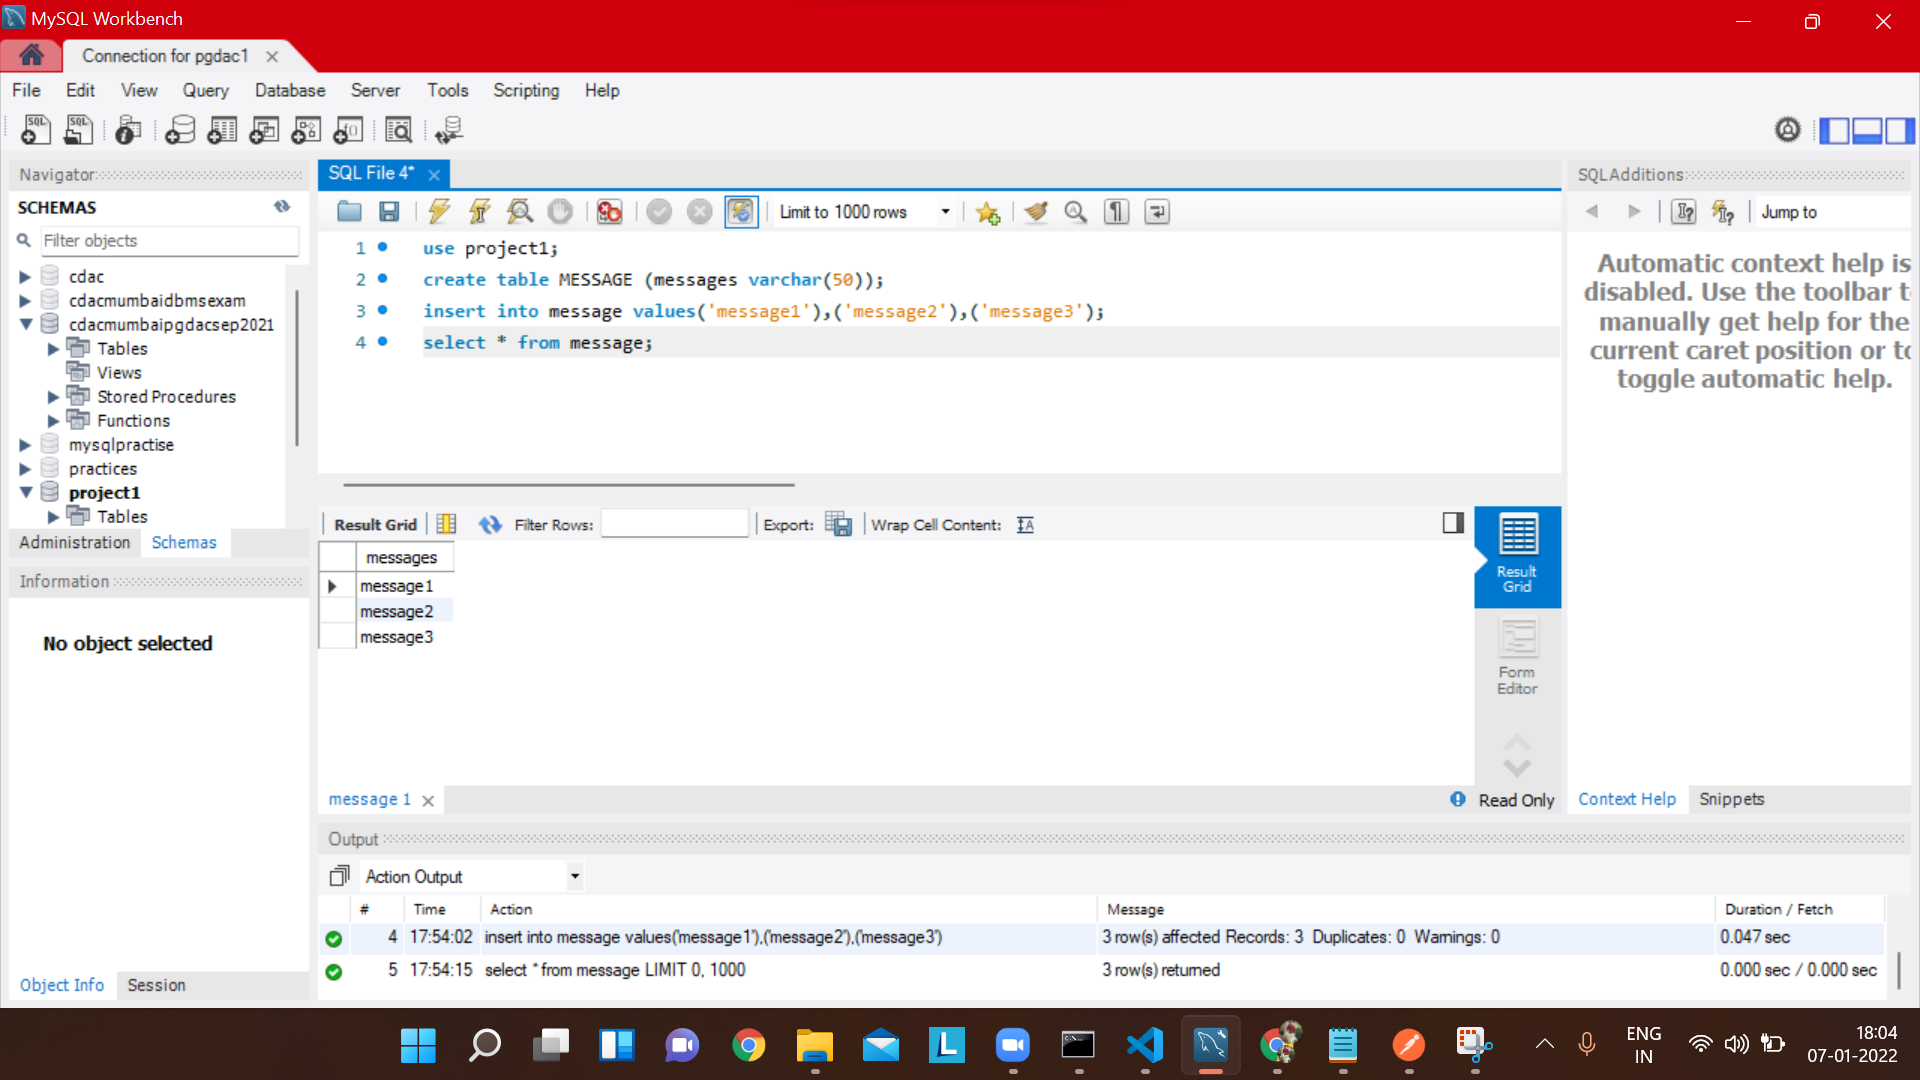 MySQL Workbench
Connection for pgdac1
File Edit View Query Database Server Tools Scripting Help
SQL SQL
Navigator
SCHEMAS
Filter objects
cdac
cdacmumbaidbmsexam
cdacmumbaipgdacsep2021
Tables
Views
Stored Procedures
Functions
mysqlpractise
practices
project1
Tables
Administration Schemas
Information
No object selected
Object Info Session
SQL File 4*
Limit to 1000 rows
1 use project1;
2 create table MESSAGE (messages varchar(50));
3 insert into message values('message1'),('message2'),('message3');
4 select * from message;
Result Grid Filter Rows: Export: Wrap Cell Content:
messages
message1
message2
message3
Result
Grid
Form
Editor
message 1
Read Only
SQLAdditions
Jump to
Automatic context help is
disabled. Use the toolbar t
manually get help for the
current caret position or to
toggle automatic help.
Context Help Snippets
Output
Action Output
# Time Action Message Duration / Fetch
4 17:54:02 insert into message values('message1'),('message2'),('message3') 3 row(s) affected Records: 3 Duplicates: 0 Warnings: 0 0.047 sec
5 17:54:15 select * from message LIMIT 0, 1000 3 row(s) returned 0.000 sec / 0.000 sec
L
ENG
IN
18:04
07-01-2022